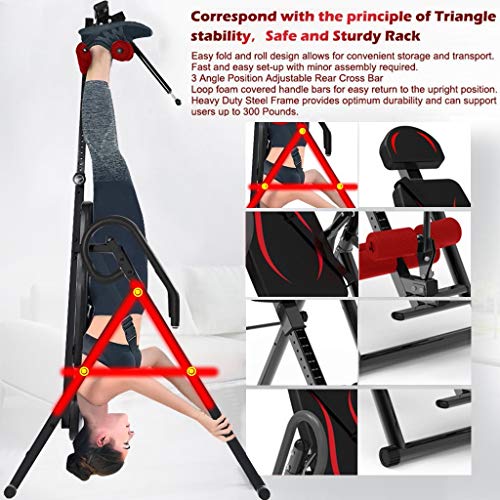 Correspond with the principle of Triangle
stability, Safe and Sturdy Rack
Easy fold and roll design allows for convenient storage and transport.
Fast and easy set-up with minor assembly required.
3 Angle Position Adjustable Rear Cross Bar
Loop foam covered handle bars for easy return to the upright position.
Heavy Duty Steel Frame provides optimum durability and can support
users up to 300 Pounds.